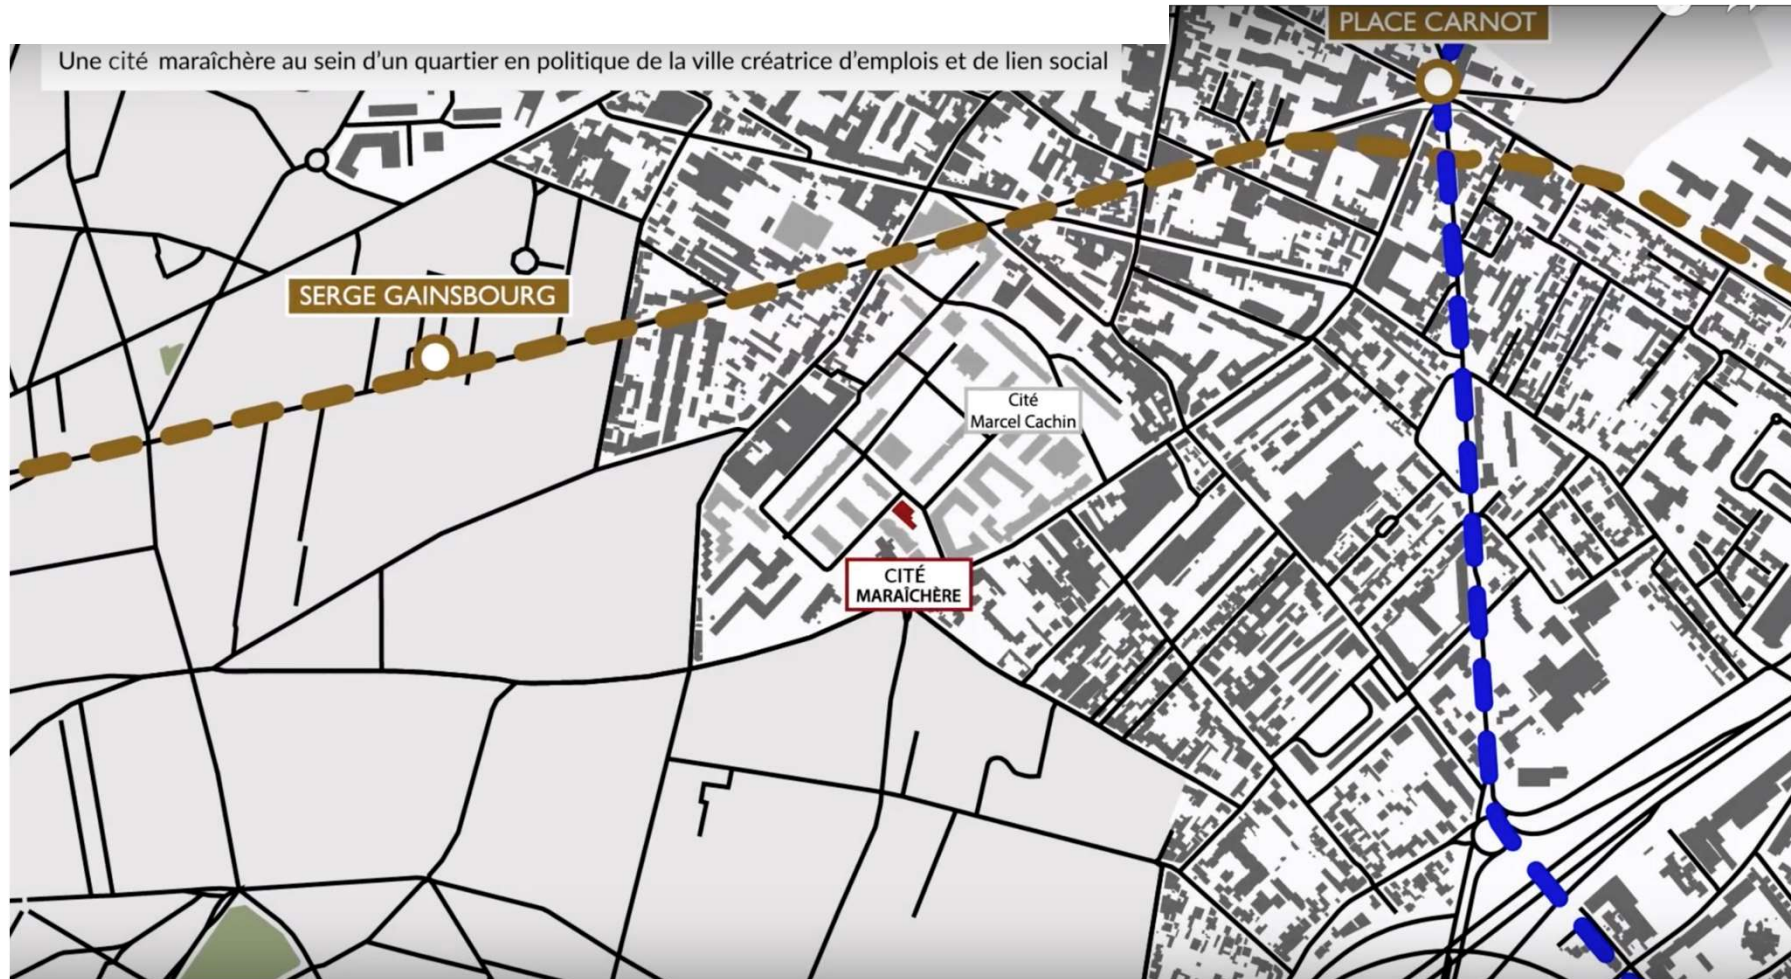 PLACE CARNOT
Une cité maraîchère au sein d’un quartier en politique de la ville créatrice d’emplois et de lien social
SERGE GAINSBOURG
Cité
Marcel Cachin
CITÉ
MARAÎCHÈRE